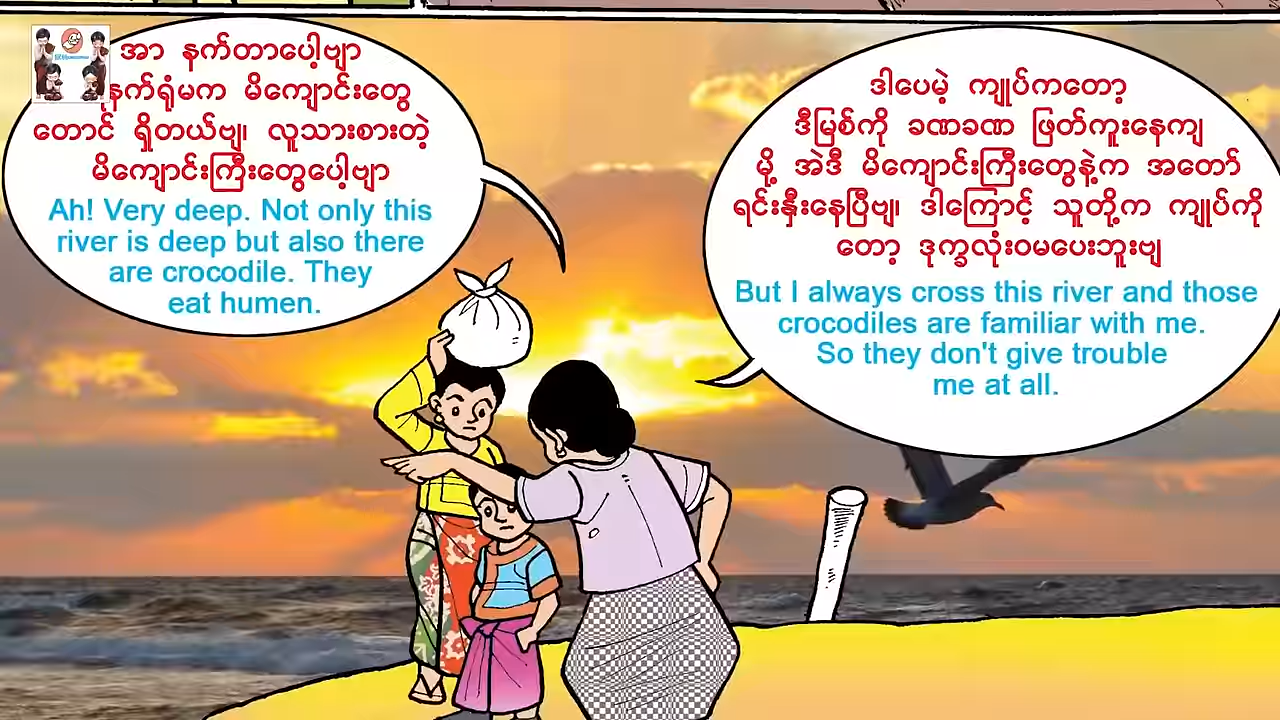 အာ နက်တာပေါ့ဗျာ
နက်ရုံမက မိကျောင်းတွေ
တောင် ရှိတယ်ဗျ၊ လူသားစားတဲ့
မိကျောင်းကြီးတွေပေါ့ဗျာ
Ah! Very deep. Not only this
river is deep but also there
are crocodile. They
eat humen.
ဒါပေမဲ့ ကျုပ်ကတော့
ဒီမြစ်ကို ခဏခဏ ဖြတ်ကူးနေကျ
မို့ အဲဒီ မိကျောင်းကြီးတွေနဲ့က အတော်
ရင်းနှီးနေပြီဗျ၊ ဒါကြောင့် သူတို့က ကျုပ်ကို
တော့ ဒုက္ခလုံးဝမပေးဘူးဗျ
But I always cross this river and those
crocodiles are familiar with me.
So they don't give trouble
me at all.